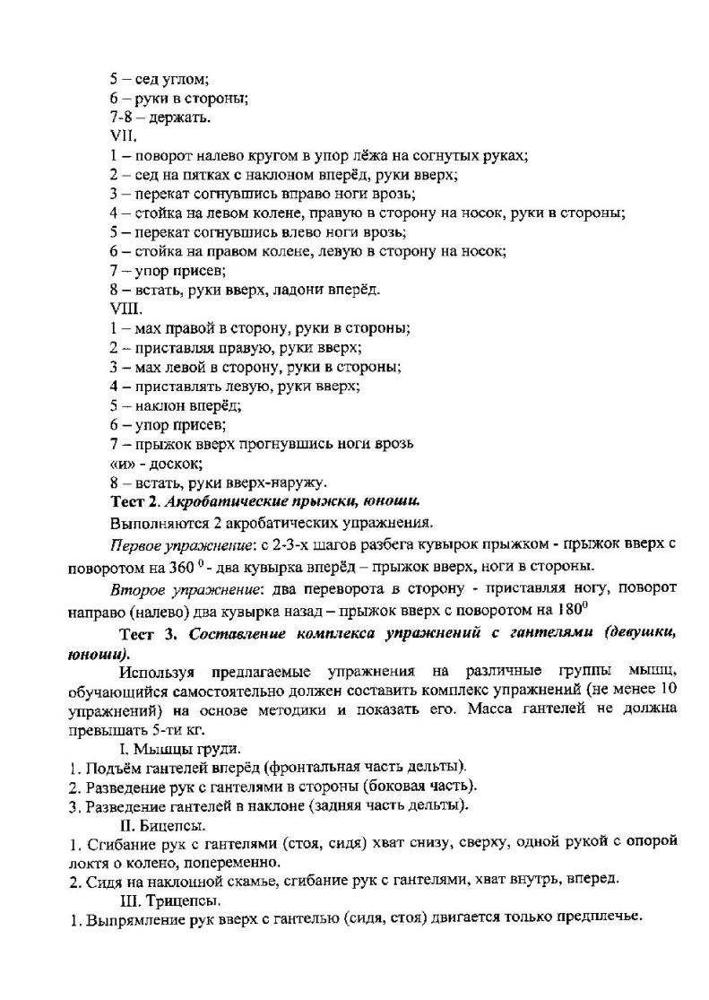 5 – сед углом;
6 – руки в стороны;
7-8 – держать.
VII.
1 – поворот налево кругом в упор лёжа на согнутых руках;
2 – сед на пятках с наклоном вперёд, руки вверх;
3 – перекат согнувшись вправо ноги врозь;
4 – стойка на левом колене, правую в сторону на носок, руки в стороны;
5 – перекат согнувшись влево ноги врозь;
6 – стойка на правом колене, левую в сторону на носок;
7 – упор присев;
8 – встать, руки вверх, ладони вперёд.
VIII.
1 – мах правой в сторону, руки в стороны;
2 – приставляя правую, руки вверх;
3 – мах левой в сторону, руки в стороны;
4 – приставлять левую, руки вверх;
5 – наклон вперёд;
6 – упор присев;
7 – прыжок вверх прогнувшись ноги врозь
«и» - доскок;
8 – встать, руки вверх-наружу.
Тест 2. Акробатические прыжки, юноши.
Выполняются 2 акробатических упражнения.
Первое упражнение: с 2-3-х шагов разбега кувырок прыжком - прыжок вверх с
поворотом на 360 ⁰ - два кувырка вперёд – прыжок вверх, ноги в стороны.
Второе упражнение: два переворота в сторону - приставляя ногу, поворот
направо (налево) два кувырка назад – прыжок вверх с поворотом на 180⁰
Тест 3. Составление комплекса упражнений с гантелями (девушки,
юноши).
Используя предлагаемые упражнения на различные группы мышц,
обучающийся самостоятельно должен составить комплекс упражнений (не менее 10
упражнений) на основе методики и показать его. Масса гантелей не должна
превышать 5-ти кг.
I. Мышцы груди.
1. Подъём гантелей вперёд (фронтальная часть дельты).
2. Разведение рук с гантелями в стороны (боковая часть).
3. Разведение гантелей в наклоне (задняя часть дельты).
II. Бицепсы.
1. Сгибание рук с гантелями (стоя, сидя) хват снизу, сверху, одной рукой с опорой
локтя о колено, попеременно.
2. Сидя на наклонной скамье, сгибание рук с гантелями, хват внутрь, вперед.
III. Трицепсы.
1. Выпрямление рук вверх с гантелью (сидя, стоя) двигается только предплечье.